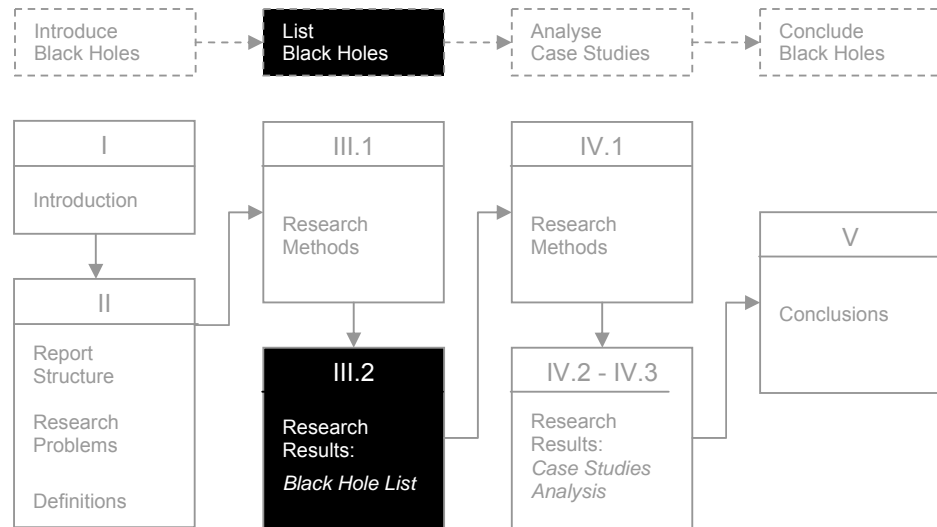 Introduce
Black Holes
List
Black Holes
Analyse
Case Studies
Conclude
Black Holes
I
Introduction
II
Report
Structure
Research
Problems
Definitions
III.1
Research
Methods
III.2
Research
Results:
Black Hole List
IV.1
Research
Methods
IV.2 - IV.3
Research
Results:
Case Studies
Analysis
V
Conclusions